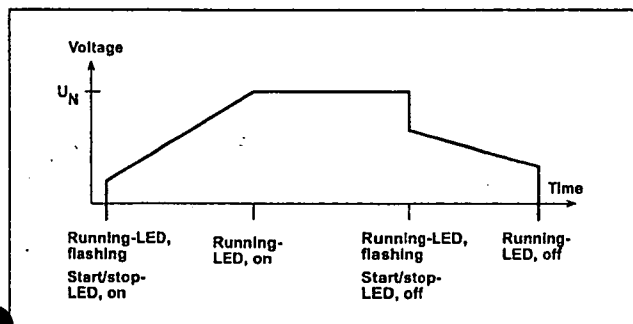 Voltage
U_N
Time
Running-LED,
flashing
Start/stop-
LED, on
Running-
LED, on
Running-LED,
flashing
Start/stop-
LED, off
Running-
LED, off